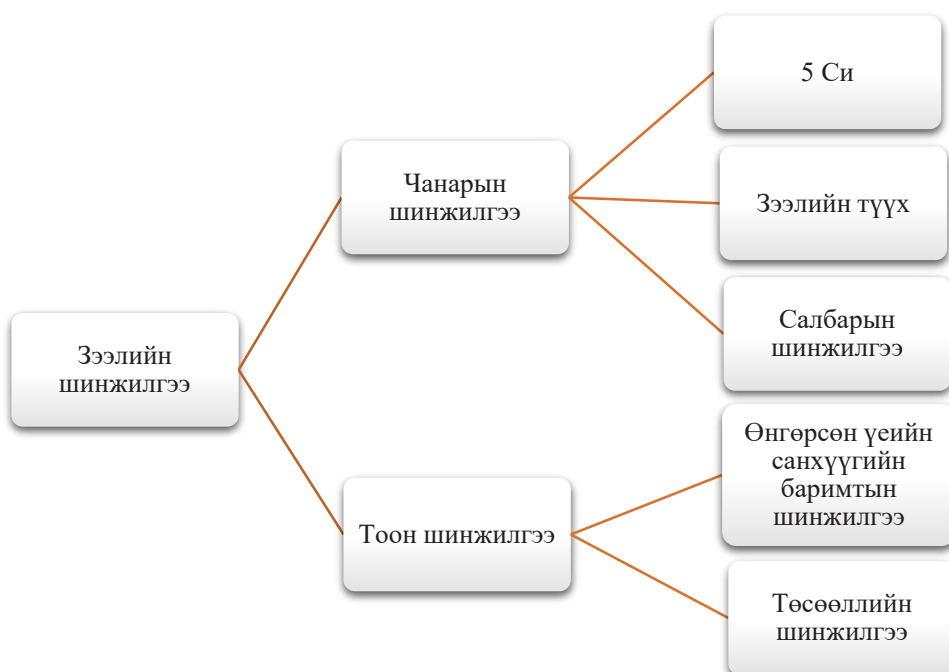 5 Си
Чанарын
шинжилгээ
Зээлийн түүх
Салбарын
шинжилгээ
Зээлийн
шинжилгээ
Өнгөрсөн үеийн
санхүүгийн
баримтын
шинжилгээ
Тоон шинжилгээ
Төсөөллийн
шинжилгээ